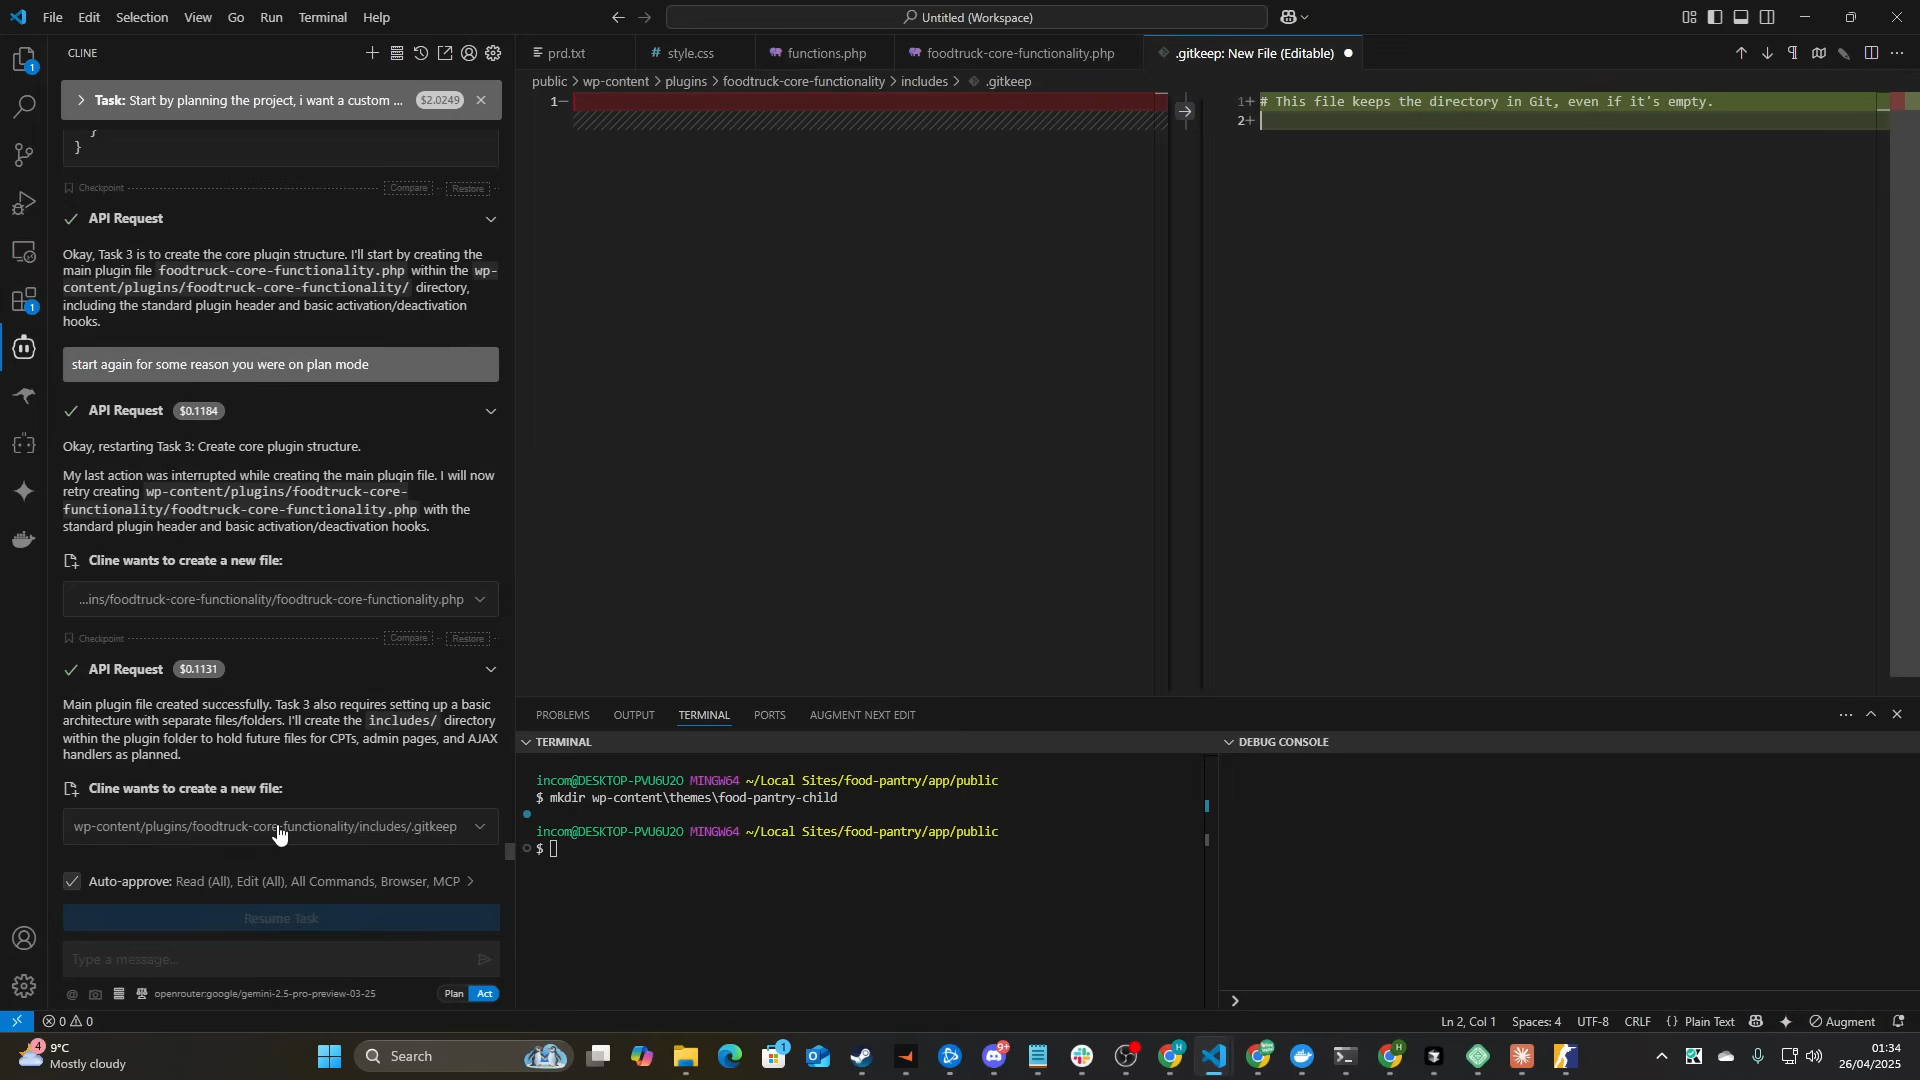 File Edit Selection View Go Run Terminal Help
Untitled (Workspace)
CLINE
prd.txt
# style.css
functions.php
foodtruck-core-functionality.php
.gitkeep: New File (Editable)
Task: Start by planning the project, i want a custom ... $2.0249
public > wp-content > plugins > foodtruck-core-functionality > includes > .gitkeep
1−
1+ # This file keeps the directory in Git, even if it's empty.
2+
}
}
Checkpoint Compare Restore
API Request
Okay, Task 3 is to create the core plugin structure. I'll start by creating the
main plugin file foodtruck-core-functionality.php within the wp-
content/plugins/foodtruck-core-functionality/ directory,
including the standard plugin header and basic activation/deactivation
hooks.
start again for some reason you were on plan mode
API Request $0.1184
Okay, restarting Task 3: Create core plugin structure.
My last action was interrupted while creating the main plugin file. I will now
retry creating wp-content/plugins/foodtruck-core-
functionality/foodtruck-core-functionality.php with the
standard plugin header and basic activation/deactivation hooks.
Cline wants to create a new file:
...ins/foodtruck-core-functionality/foodtruck-core-functionality.php
Checkpoint Compare Restore
API Request $0.1131
Main plugin file created successfully. Task 3 also requires setting up a basic
architecture with separate files/folders. I'll create the includes/ directory
within the plugin folder to hold future files for CPTs, admin pages, and AJAX
handlers as planned.
Cline wants to create a new file:
wp-content/plugins/foodtruck-core-functionality/includes/.gitkeep
Auto-approve: Read (All), Edit (All), All Commands, Browser, MCP >
Resume Task
Type a message...
@ openrouter:google/gemini-2.5-pro-preview-03-25 Plan Act
PROBLEMS OUTPUT TERMINAL PORTS AUGMENT NEXT EDIT
TERMINAL
incom@DESKTOP-PVU6U2O MINGW64 ~/Local Sites/food-pantry/app/public
$ mkdir wp-content\themes\food-pantry-child
incom@DESKTOP-PVU6U2O MINGW64 ~/Local Sites/food-pantry/app/public
$
DEBUG CONSOLE
0 0
Ln 2, Col 1 Spaces: 4 UTF-8 CRLF {} Plain Text Augment
4
9°C
Mostly cloudy
Search
1
9+
01:34
26/04/2025